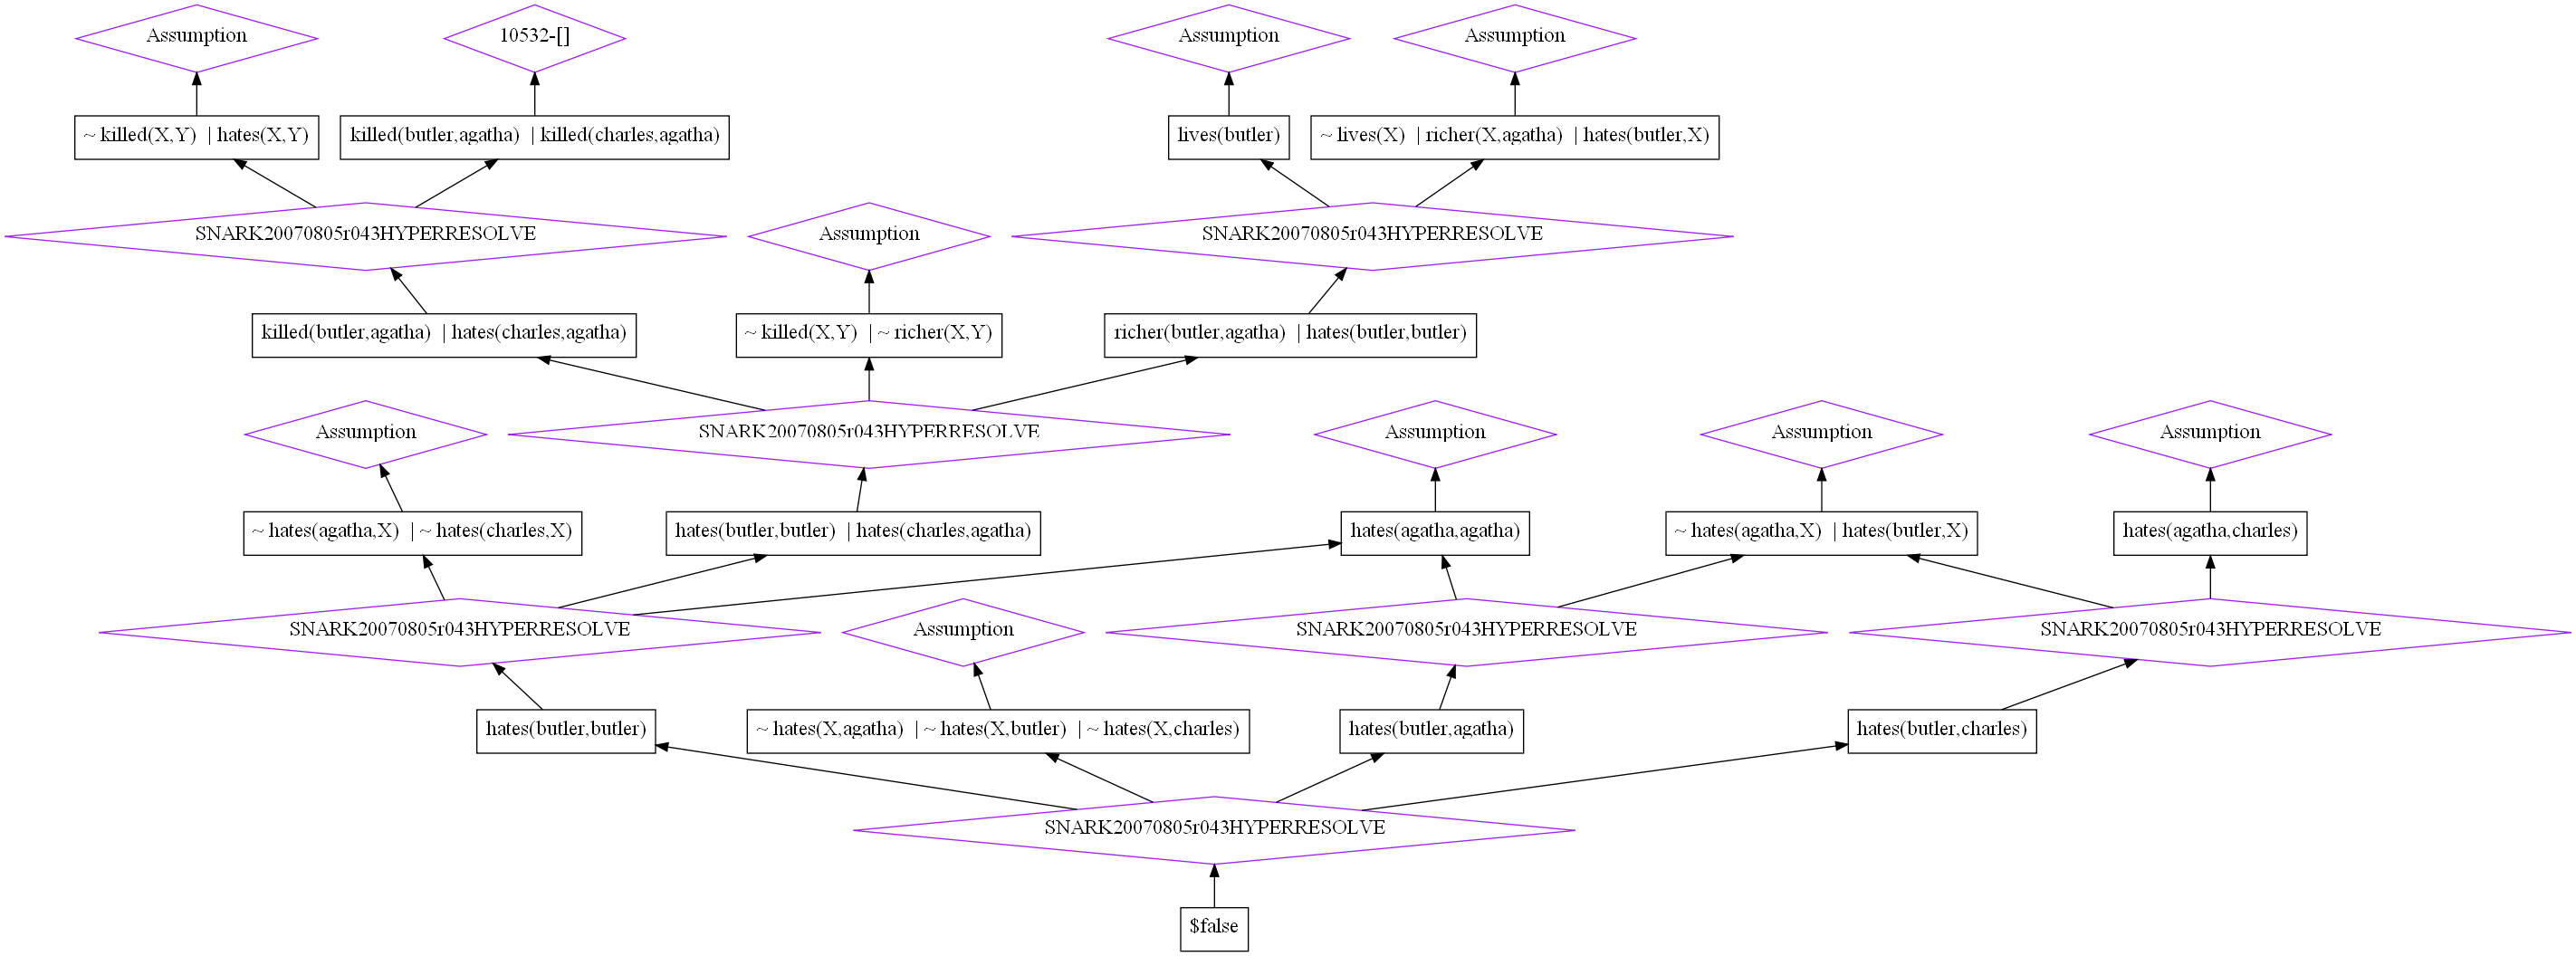 Assumption
10532-[]
Assumption
Assumption
~ killed(X,Y) | hates(X,Y)
killed(butler,agatha) | killed(charles,agatha)
lives(butler)
~ lives(X) | richer(X,agatha) | hates(butler,X)
SNARK20070805r043HYPERRESOLVE
Assumption
SNARK20070805r043HYPERRESOLVE
killed(butler,agatha) | hates(charles,agatha)
~ killed(X,Y) | ~ richer(X,Y)
richer(butler,agatha) | hates(butler,butler)
Assumption
SNARK20070805r043HYPERRESOLVE
Assumption
Assumption
Assumption
~ hates(agatha,X) | ~ hates(charles,X)
hates(butler,butler) | hates(charles,agatha)
hates(agatha,agatha)
~ hates(agatha,X) | hates(butler,X)
hates(agatha,charles)
SNARK20070805r043HYPERRESOLVE
Assumption
SNARK20070805r043HYPERRESOLVE
SNARK20070805r043HYPERRESOLVE
hates(butler,butler)
~ hates(X,agatha) | ~ hates(X,butler) | ~ hates(X,charles)
hates(butler,agatha)
hates(butler,charles)
SNARK20070805r043HYPERRESOLVE
$false